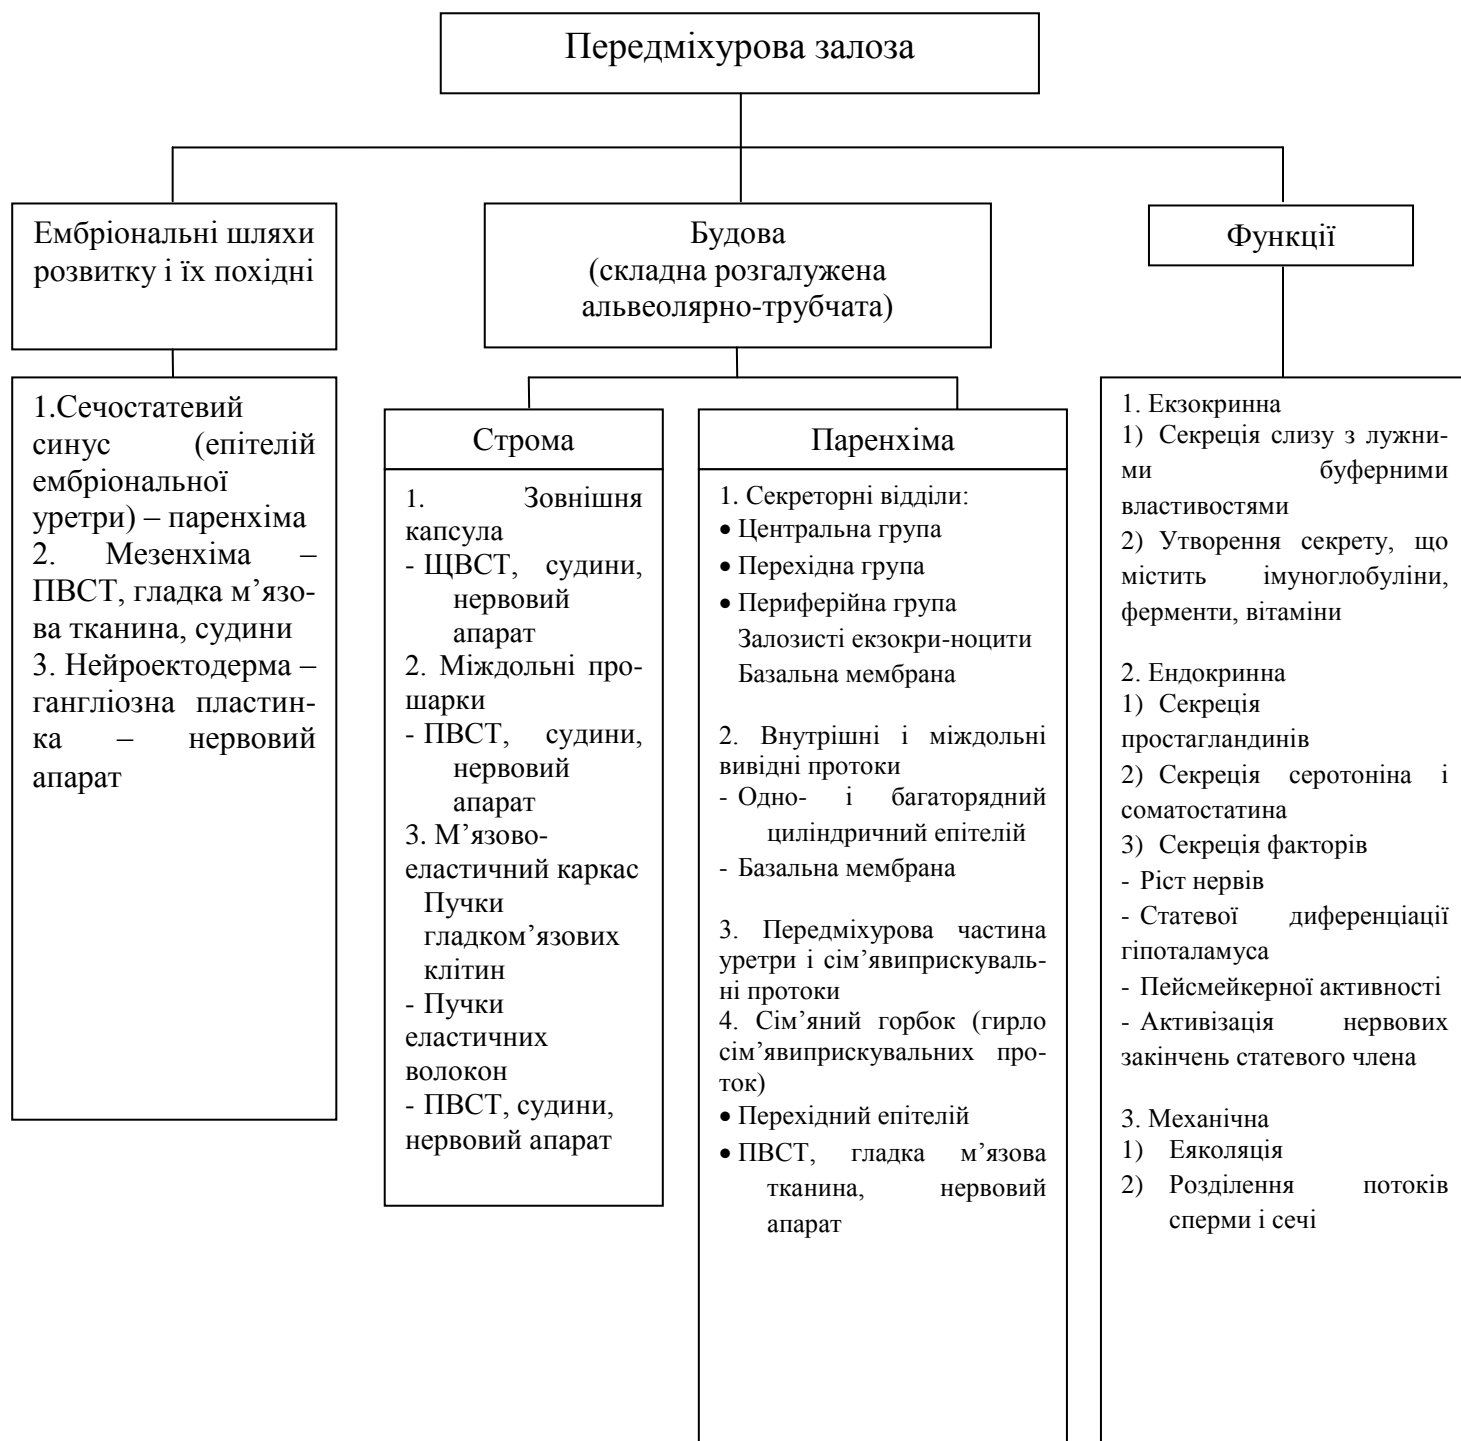 Передміхурова залоза
Ембріональні шляхи
розвитку і їх похідні
Будова
(складна розгалужена
альвеолярно-трубчата)
Функції
1.Сечостатевий
синус (епітелій
ембріональної
уретри) – паренхіма
2. Мезенхіма –
ПВСТ, гладка м’язо-
ва тканина, судини
3. Нейроектодерма –
гангліозна пластин-
ка – нервовий
апарат
Строма
1. Зовнішня
капсула
- ЩВСТ, судини,
нервовий
апарат
2. Міждольні про-
шарки
- ПВСТ, судини,
нервовий
апарат
3. М’язово-
еластичний каркас
Пучки
гладком’язових
клітин
- Пучки
еластичних
волокон
- ПВСТ, судини,
нервовий апарат
Паренхіма
1. Секреторні відділи:
• Центральна група
• Перехідна група
• Периферійна група
Залозисті екзокри-ноцити
Базальна мембрана
2. Внутрішні і міждольні
вивідні протоки
- Одно- і багаторядний
циліндричний епітелій
- Базальна мембрана
3. Передміхурова частина
уретри і сім’явиприскуваль-
ні протоки
4. Сім’яний горбок (гирло
сім’явиприскувальних про-
ток)
• Перехідний епітелій
• ПВСТ, гладка м’язова
тканина, нервовий
апарат
1. Екзокринна
1) Секреція слизу з лужни-
ми буферними
властивостями
2) Утворення секрету, що
містить імуноглобуліни,
ферменти, вітаміни
2. Ендокринна
1) Секреція
простагландинів
2) Секреція серотоніна і
соматостатина
3) Секреція факторів
- Ріст нервів
- Статевої диференціації
гіпоталамуса
- Пейсмейкерної активності
- Активізація нервових
закінчень статевого члена
3. Механічна
1) ЕякOляція
2) Розділення потоків
сперми і сечі